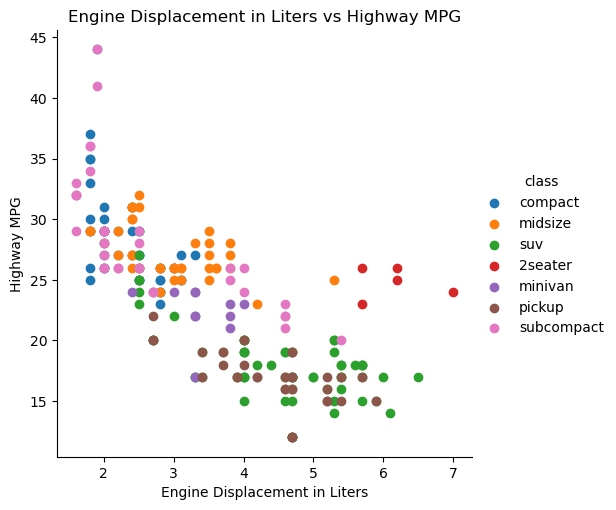 Engine Displacement in Liters vs Highway MPG
45
40
35
30
25
20
15
Highway MPG
2 3 4 5 6 7
Engine Displacement in Liters
class
compact
midsize
suv
2seater
minivan
pickup
subcompact